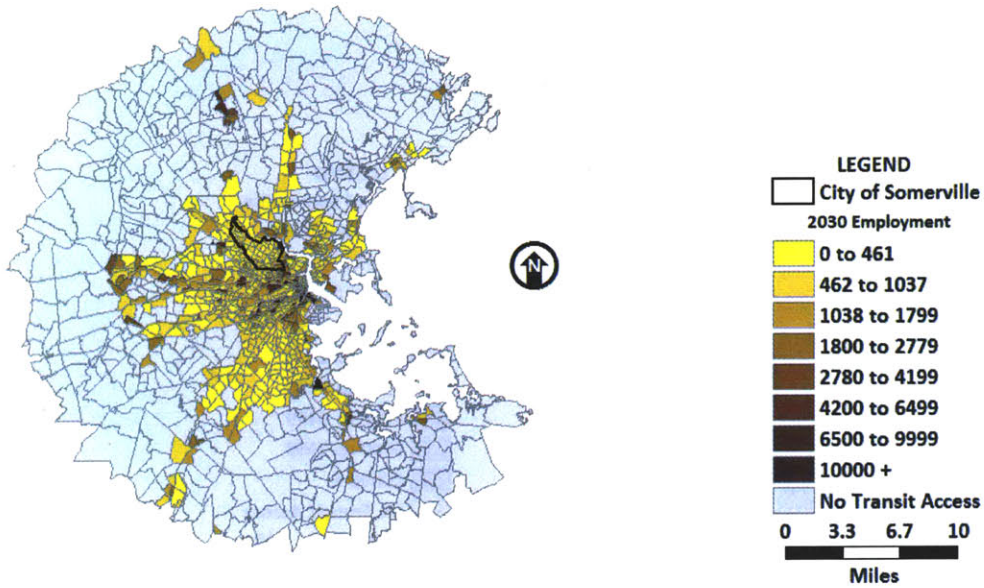 LEGEND
City of Somerville
2030 Employment
0 to 461
462 to 1037
1038 to 1799
1800 to 2779
2780 to 4199
4200 to 6499
6500 to 9999
10000 +
No Transit Access
0 3.3 6.7 10
Miles
N